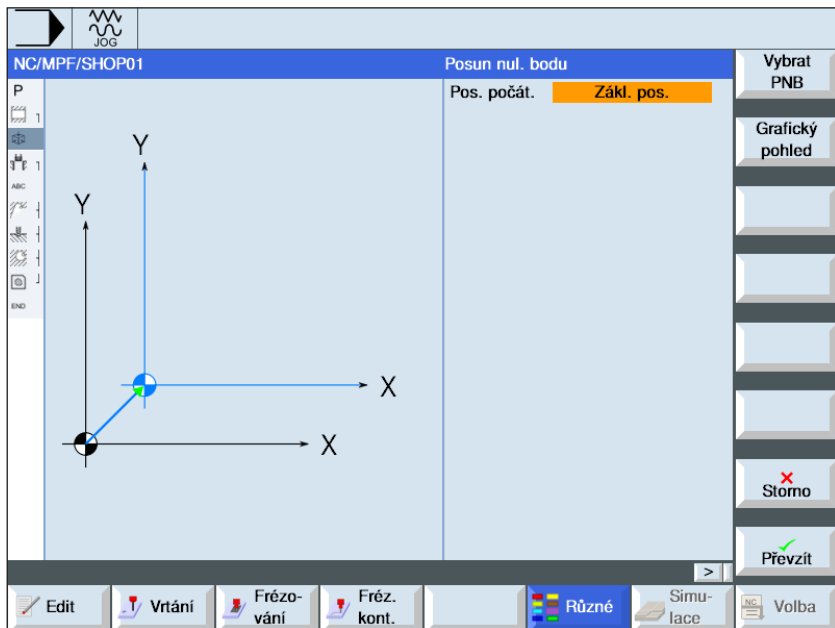 JOG
NC/MPF/SHOP01
Posun nul. bodu
Vybrat
PNB
P
Pos. počát.
Zákl. pos.
Grafický
pohled
ABC
END
Y
Y
X
X
Storno
Převzít
>
Edit
Vrtání
Frézo-
vání
Fréz.
kont.
Různé
Simu-
lace
NC
Volba